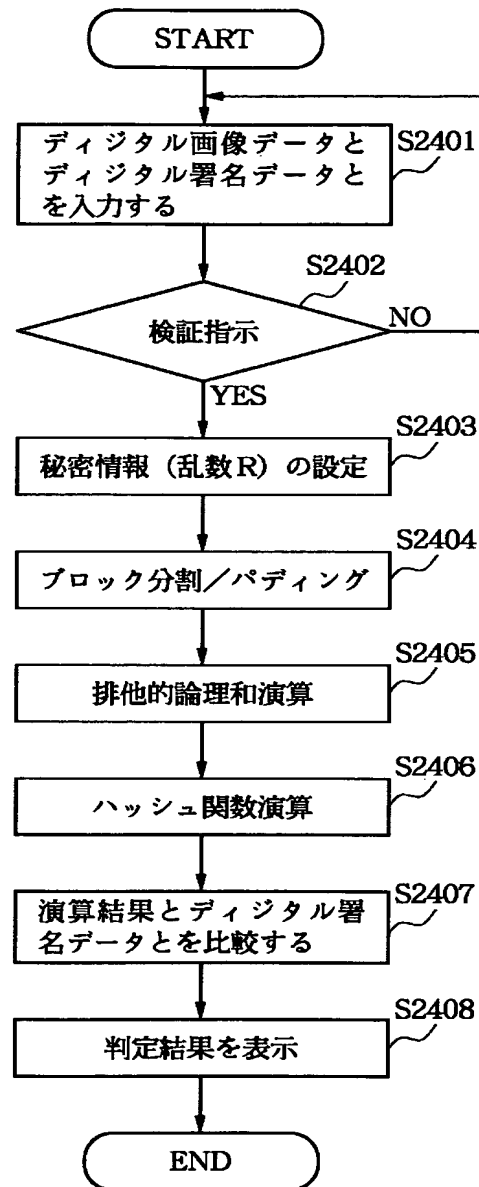 START
S2401
ディジタル画像データと
ディジタル署名データと
を入力する
S2402
検証指示
NO
YES
S2403
秘密情報（乱数R）の設定
S2404
ブロック分割／パディング
S2405
排他的論理和演算
S2406
ハッシュ関数演算
S2407
演算結果とディジタル署
名データとを比較する
S2408
判定結果を表示
END